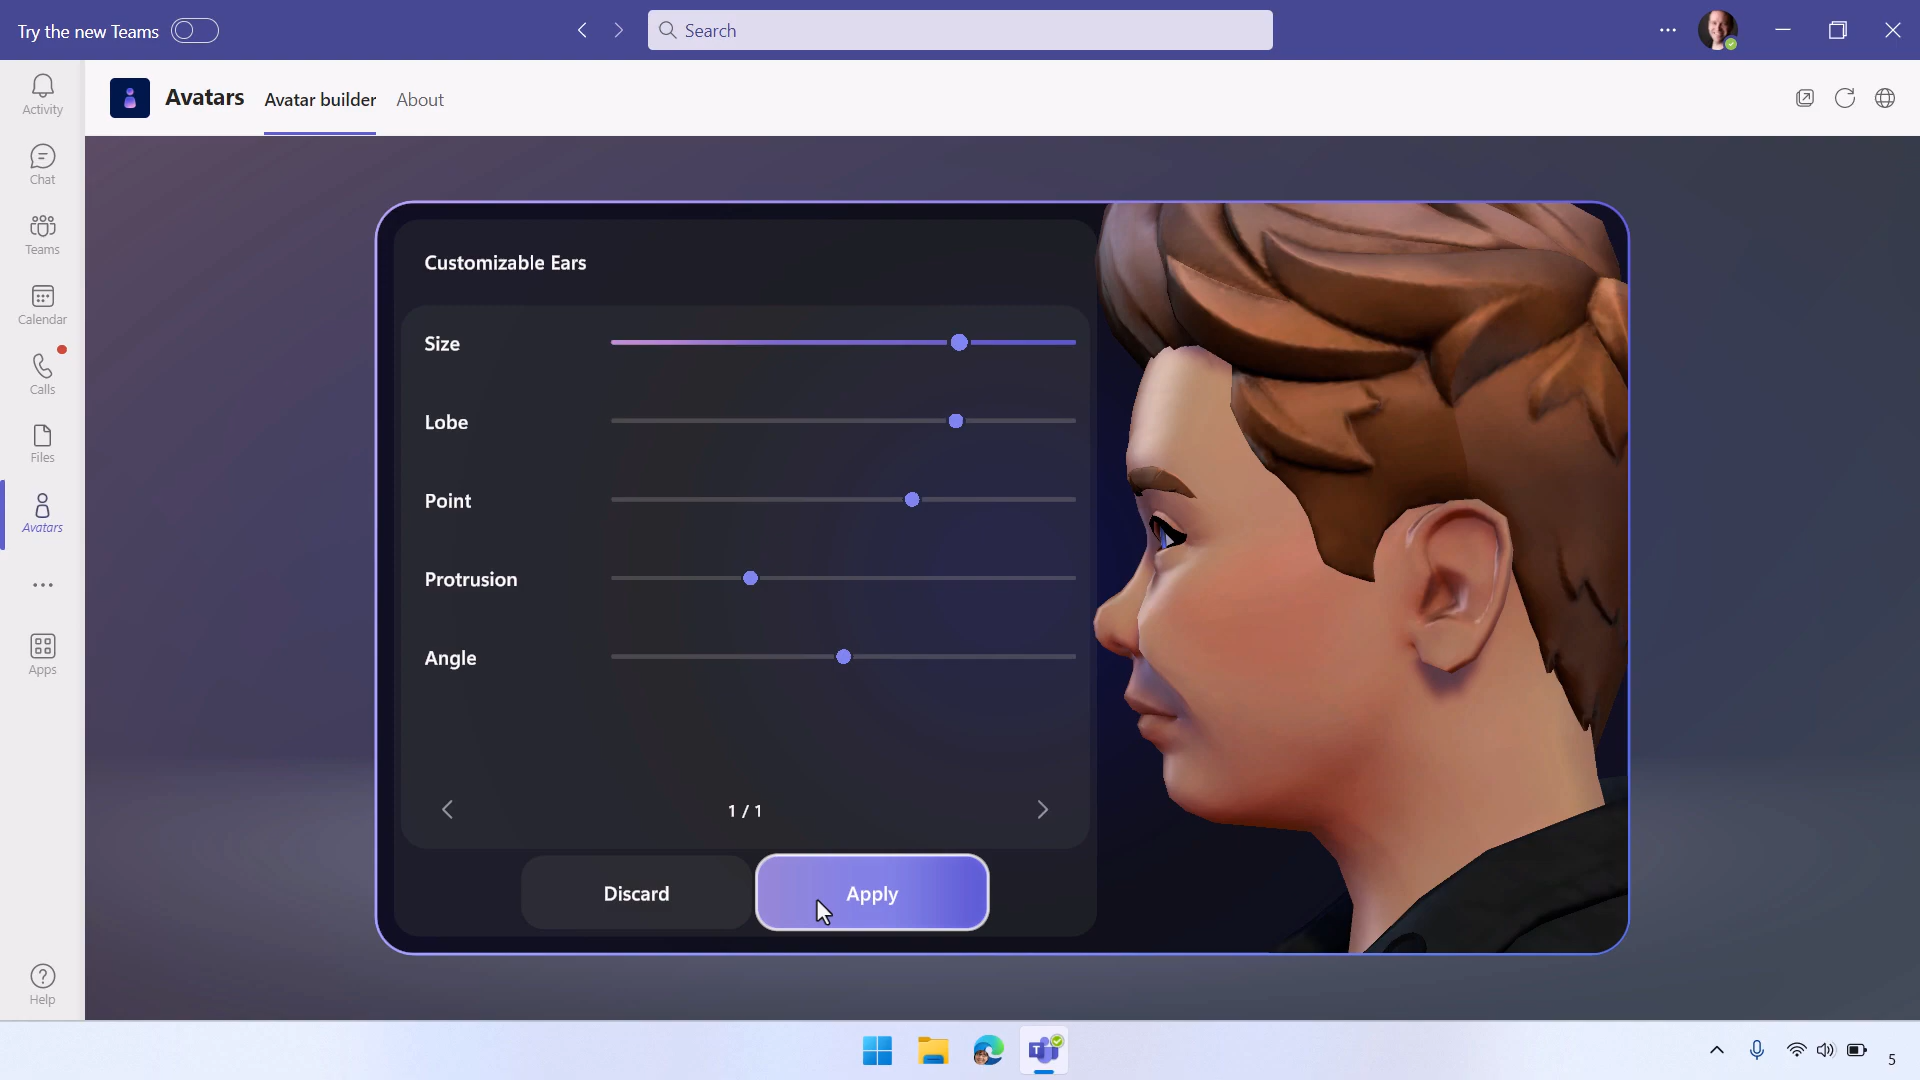 Try the new Teams
Search
Activity
Chat
Teams
Calendar
Calls
Files
Avatars
Apps
Help
Avatars
Avatar builder
About
Customizable Ears
Size
Lobe
Point
Protrusion
Angle
1 / 1
Discard
Apply
T
5